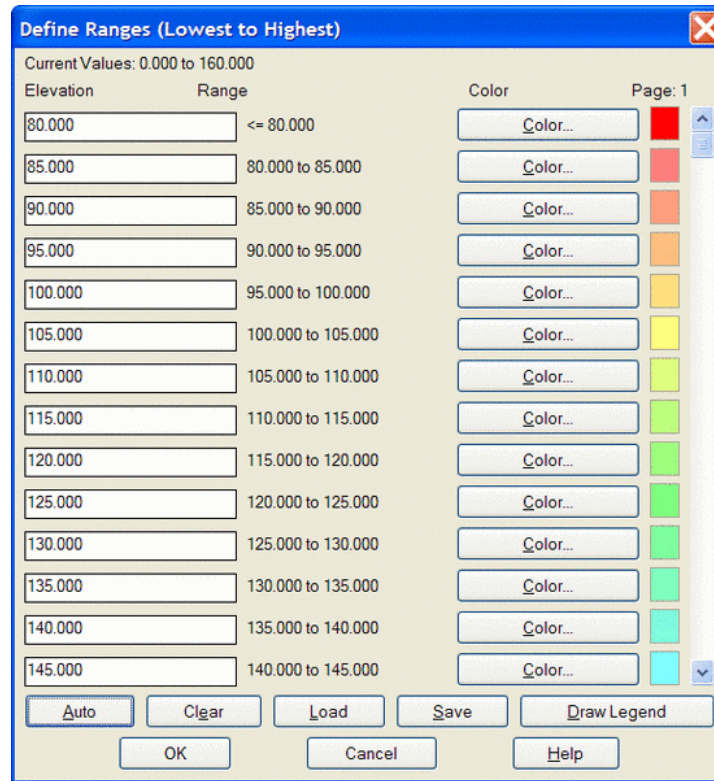 Define Ranges (Lowest to Highest)
Current Values: 0.000 to 160.000
Elevation Range Color Page: 1
80.000 <= 80.000 Color...
85.000 80.000 to 85.000 Color...
90.000 85.000 to 90.000 Color...
95.000 90.000 to 95.000 Color...
100.000 95.000 to 100.000 Color...
105.000 100.000 to 105.000 Color...
110.000 105.000 to 110.000 Color...
115.000 110.000 to 115.000 Color...
120.000 115.000 to 120.000 Color...
125.000 120.000 to 125.000 Color...
130.000 125.000 to 130.000 Color...
135.000 130.000 to 135.000 Color...
140.000 135.000 to 140.000 Color...
145.000 140.000 to 145.000 Color...
Auto Clear Load Save Draw Legend
OK Cancel Help